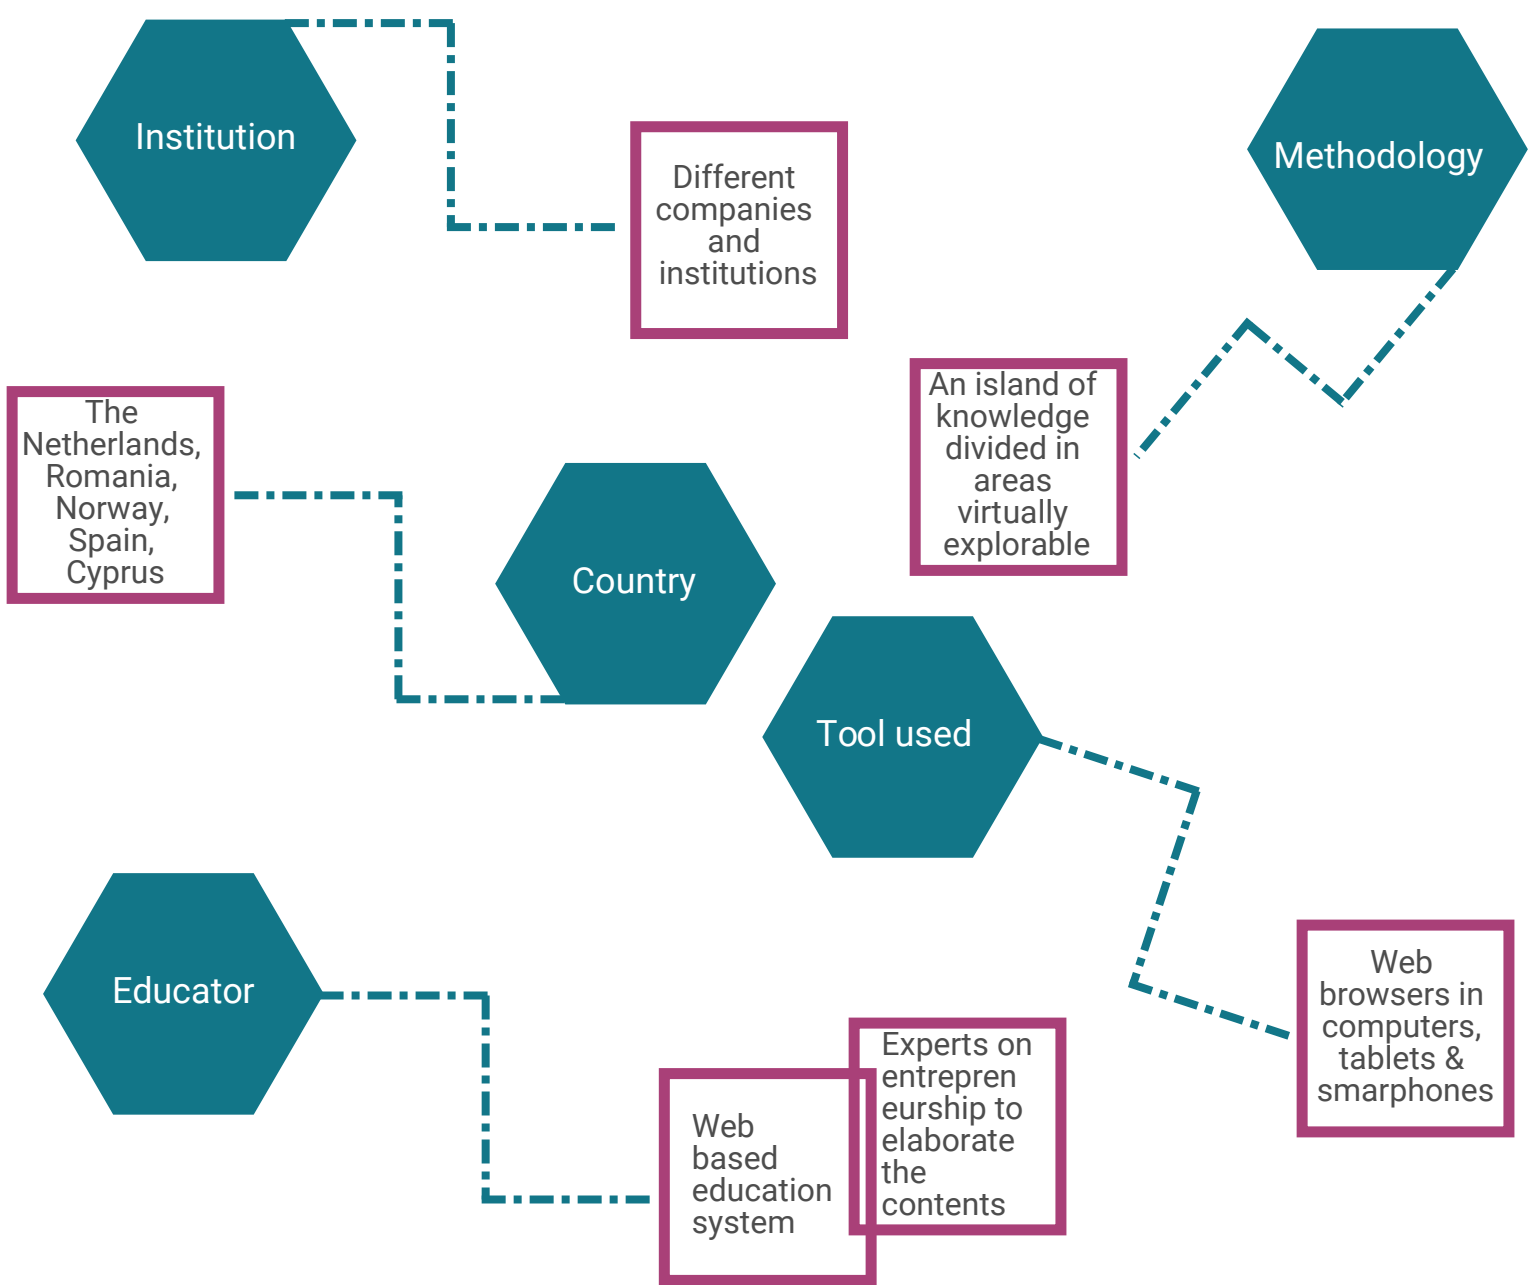 Institution
Different
companies
and
institutions
Methodology
An island of
knowledge
divided in
areas
virtually
explorable
The
Netherlands,
Romania,
Norway,
Spain,
Cyprus
Country
Tool used
Web
browsers in
computers,
tablets &
smarphones
Educator
Web
based
education
system
Experts on
entrepren
eurship to
elaborate
the
contents